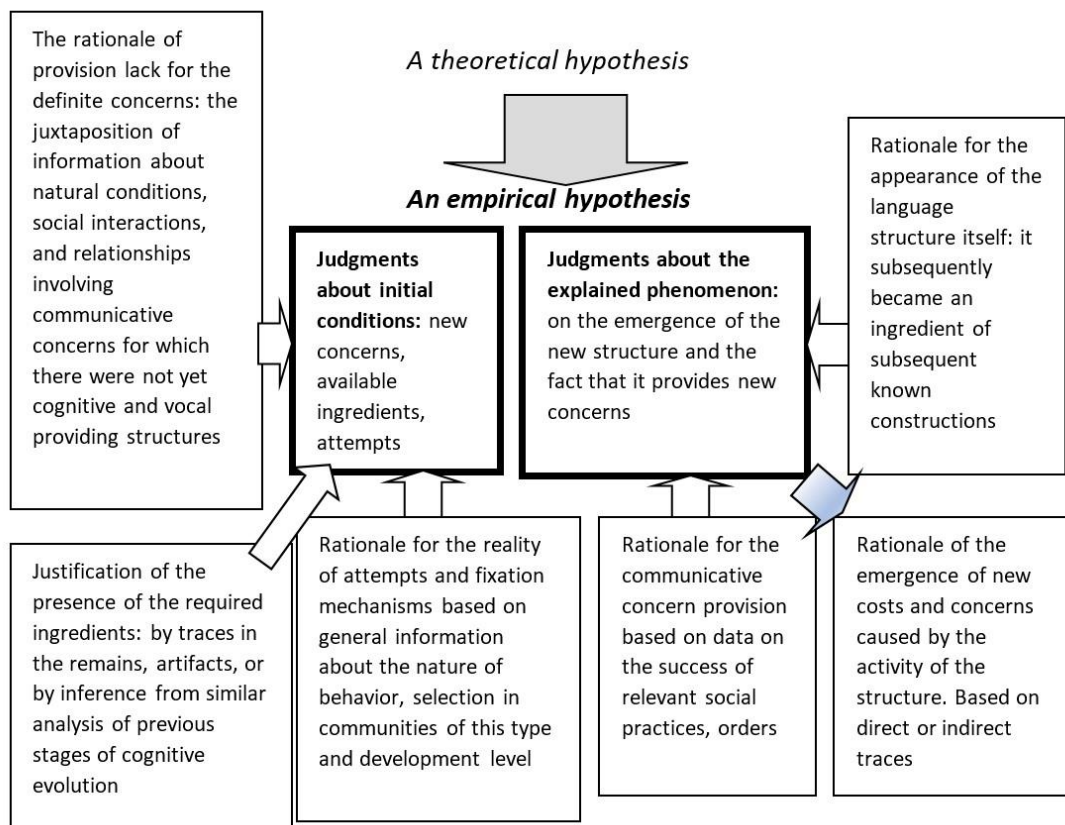 The rationale of
provision lack for the
definite concerns: the
juxtaposition of
information about
natural conditions,
social interactions,
and relationships
involving
communicative
concerns for which
there were not yet
cognitive and vocal
providing structures
A theoretical hypothesis
An empirical hypothesis
Judgments
about initial
conditions: new
concerns,
available
ingredients,
attempts
Judgments about the
explained phenomenon:
on the emergence of the
new structure and the
fact that it provides new
concerns
Rationale for the
appearance of the
language
structure itself: it
subsequently
became an
ingredient of
subsequent
known
constructions
Justification of the
presence of the required
ingredients: by traces in
the remains, artifacts, or
by inference from similar
analysis of previous
stages of cognitive
evolution
Rationale for the reality
of attempts and fixation
mechanisms based on
general information
about the nature of
behavior, selection in
communities of this type
and development level
Rationale for the
communicative
concern provision
based on data on
the success of
relevant social
practices, orders
Rationale of the
emergence of new
costs and concerns
caused by the
activity of the
structure. Based on
direct or indirect
traces